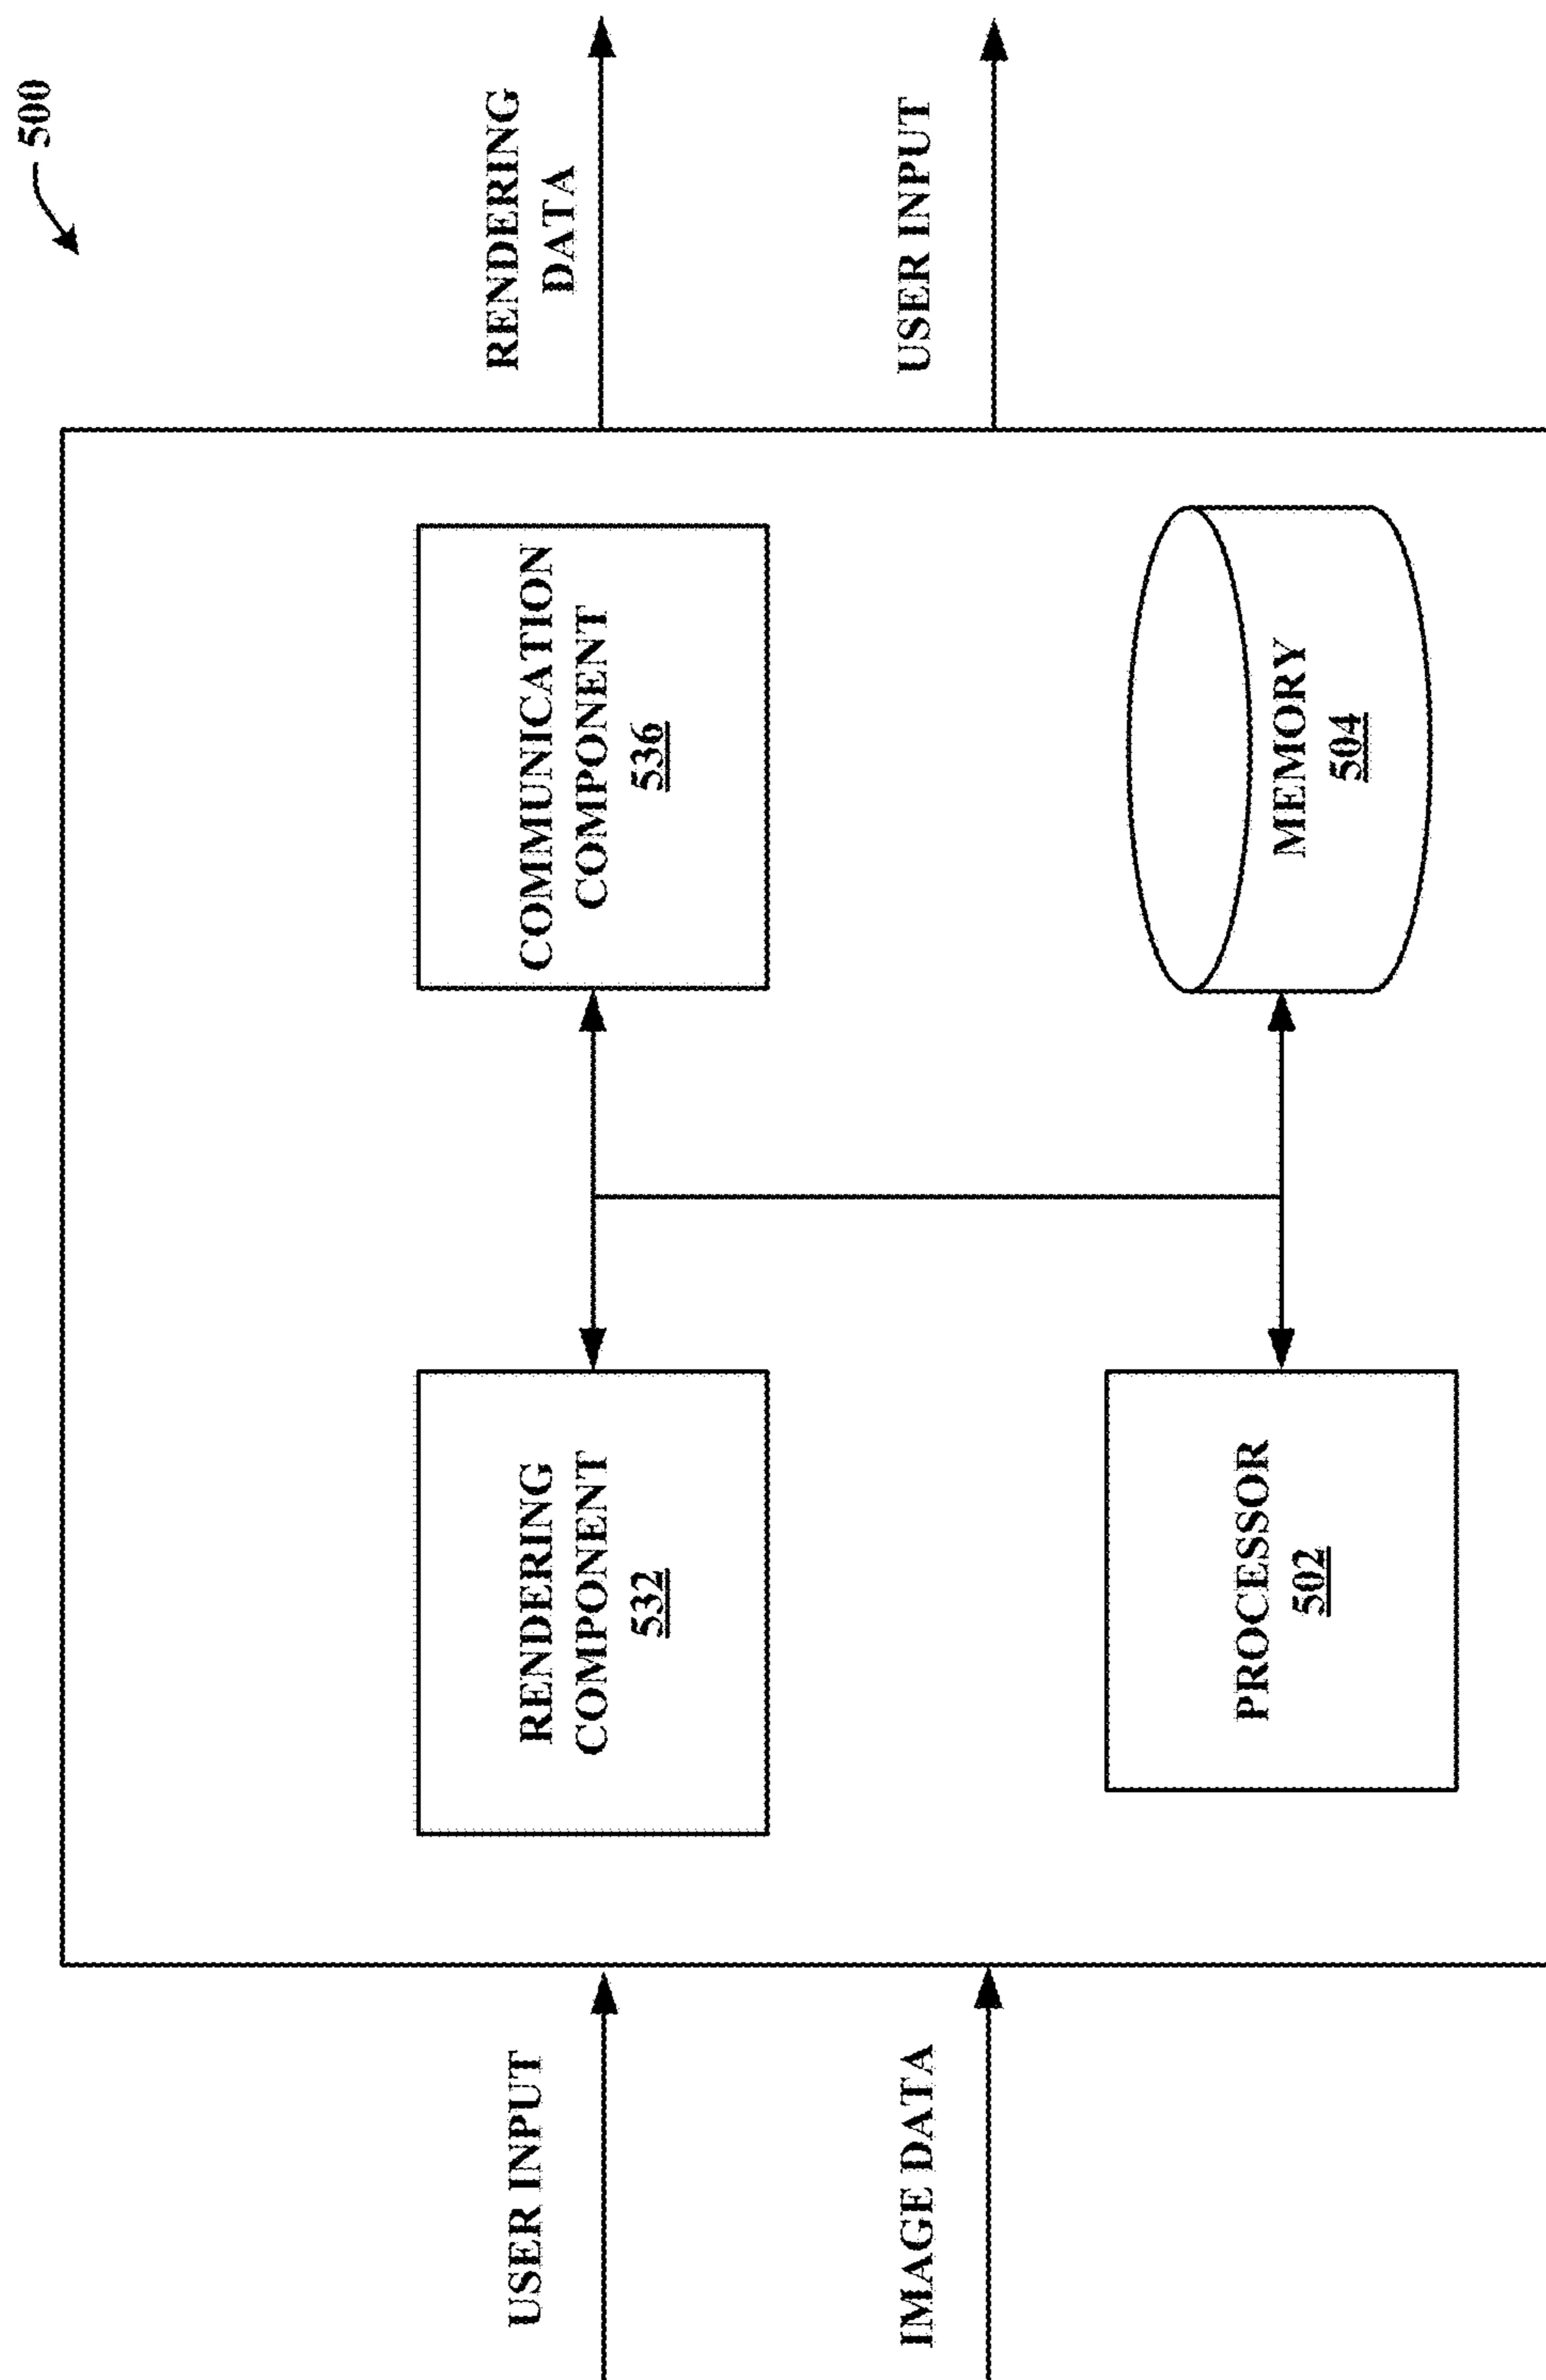 500
USER INPUT
IMAGE DATA
RENDERING
COMPONENT
532
COMMUNICATION
COMPONENT
536
PROCESSOR
502
MEMORY
504
RENDERING
DATA
USER INPUT